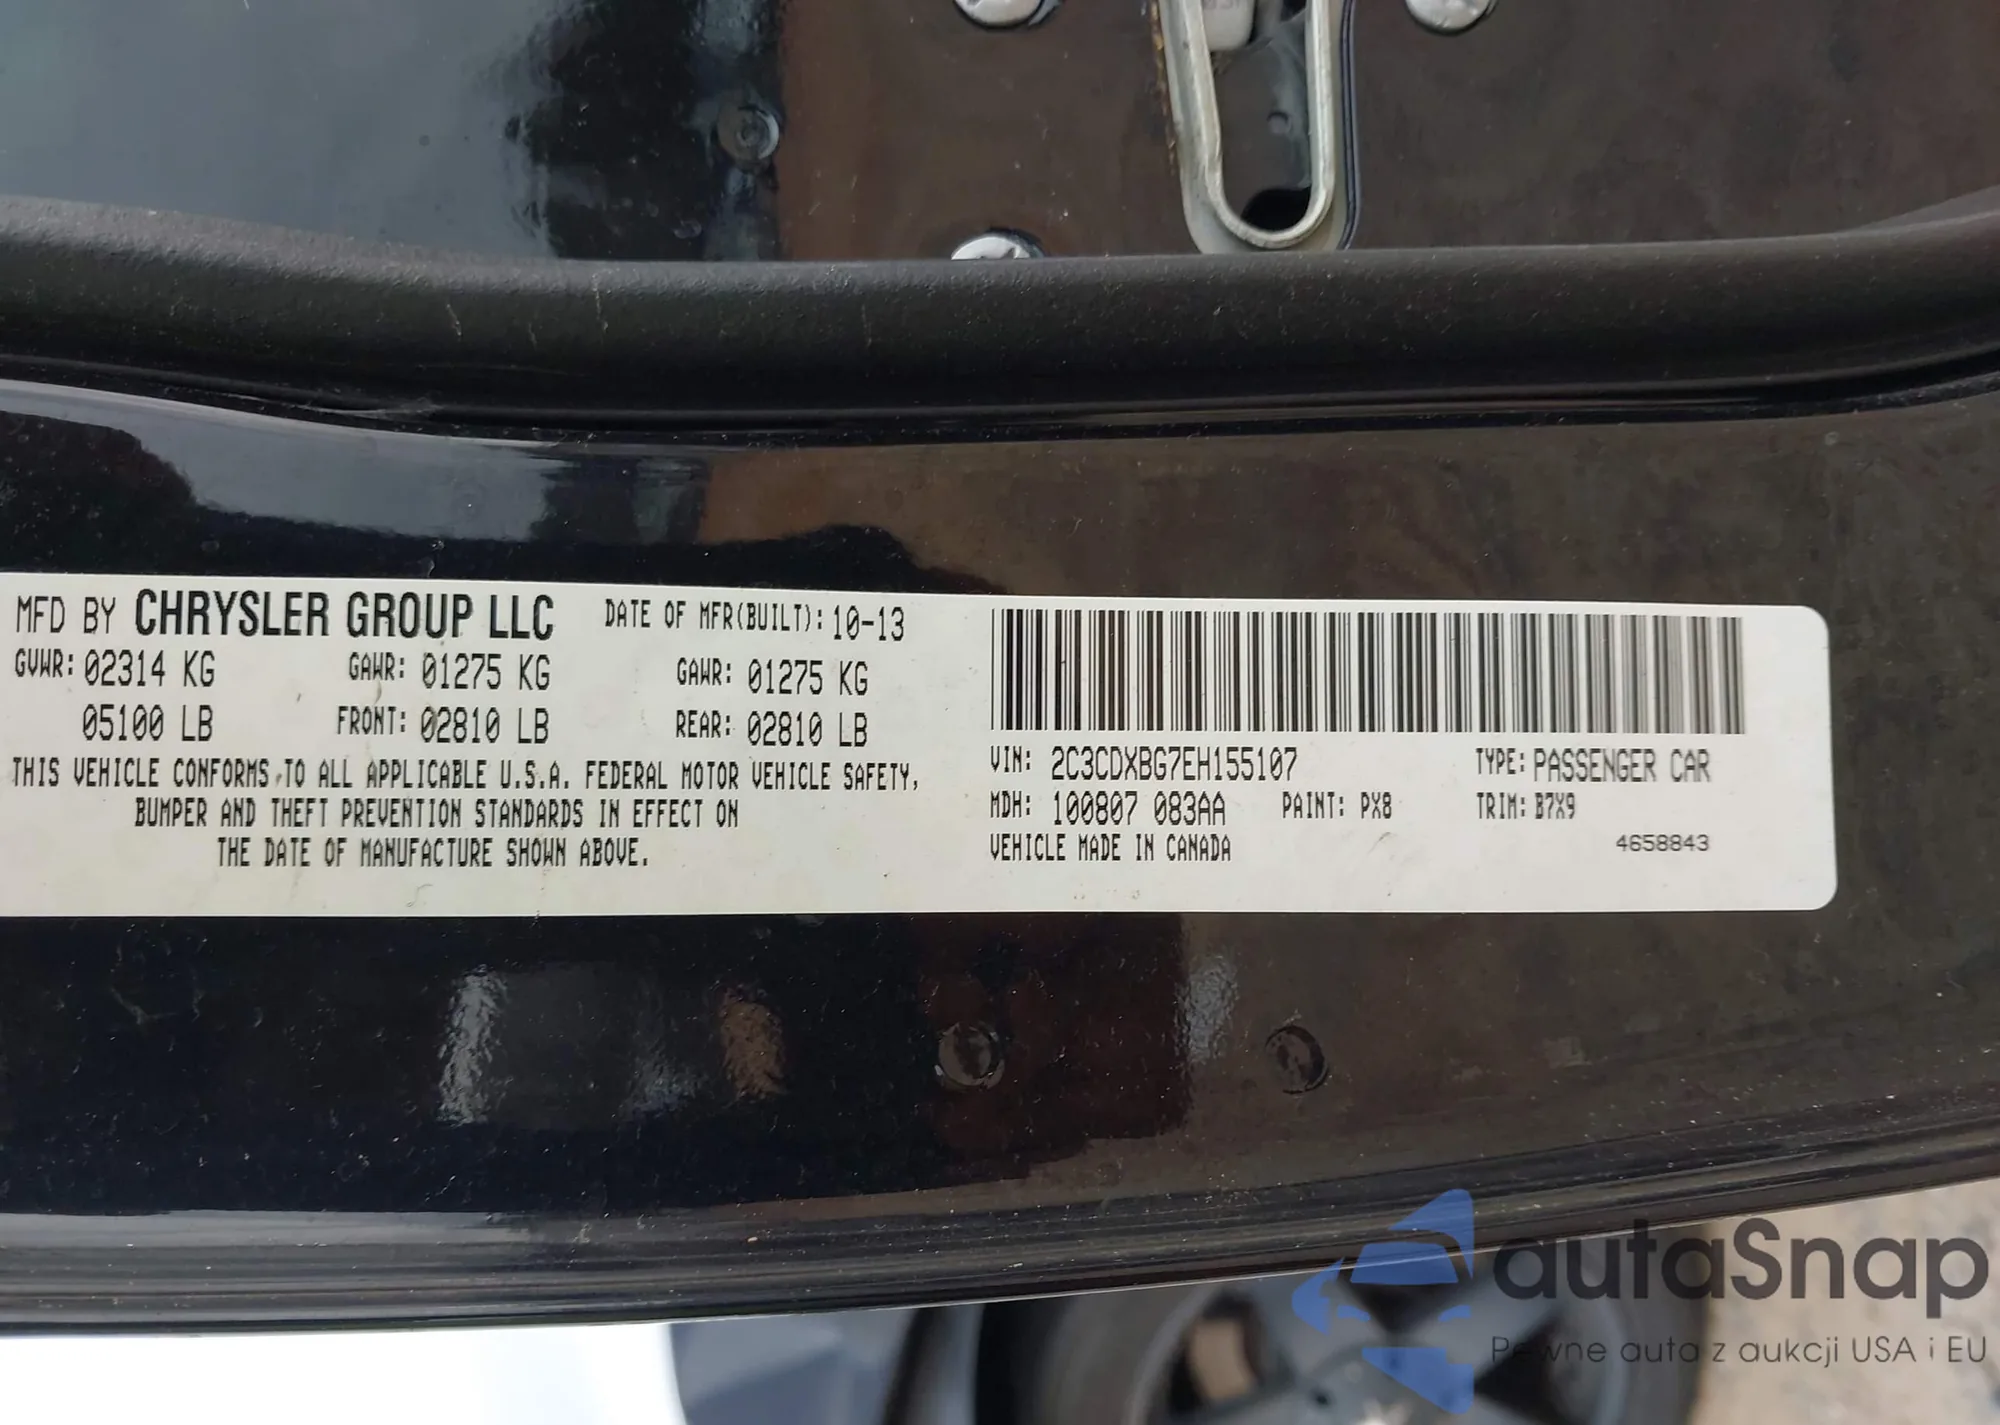 MFD BY CHRYSLER GROUP LLC DATE OF MFR(BUILT): 10-13
GVWR: 02314 KG GAWR: 01275 KG GAWR: 01275 KG
05100 LB FRONT: 02810 LB REAR: 02810 LB
THIS VEHICLE CONFORMS TO ALL APPLICABLE U.S.A. FEDERAL MOTOR VEHICLE SAFETY,
BUMPER AND THEFT PREVENTION STANDARDS IN EFFECT ON
THE DATE OF MANUFACTURE SHOWN ABOVE.
VIN: 2C3CDXBG7EH155107 TYPE: PASSENGER CAR
MDH: 100807 083AA PAINT: PX8 TRIM: B7X9
VEHICLE MADE IN CANADA 4658843
autaSnap
Pewne auta z aukcji USA i EU